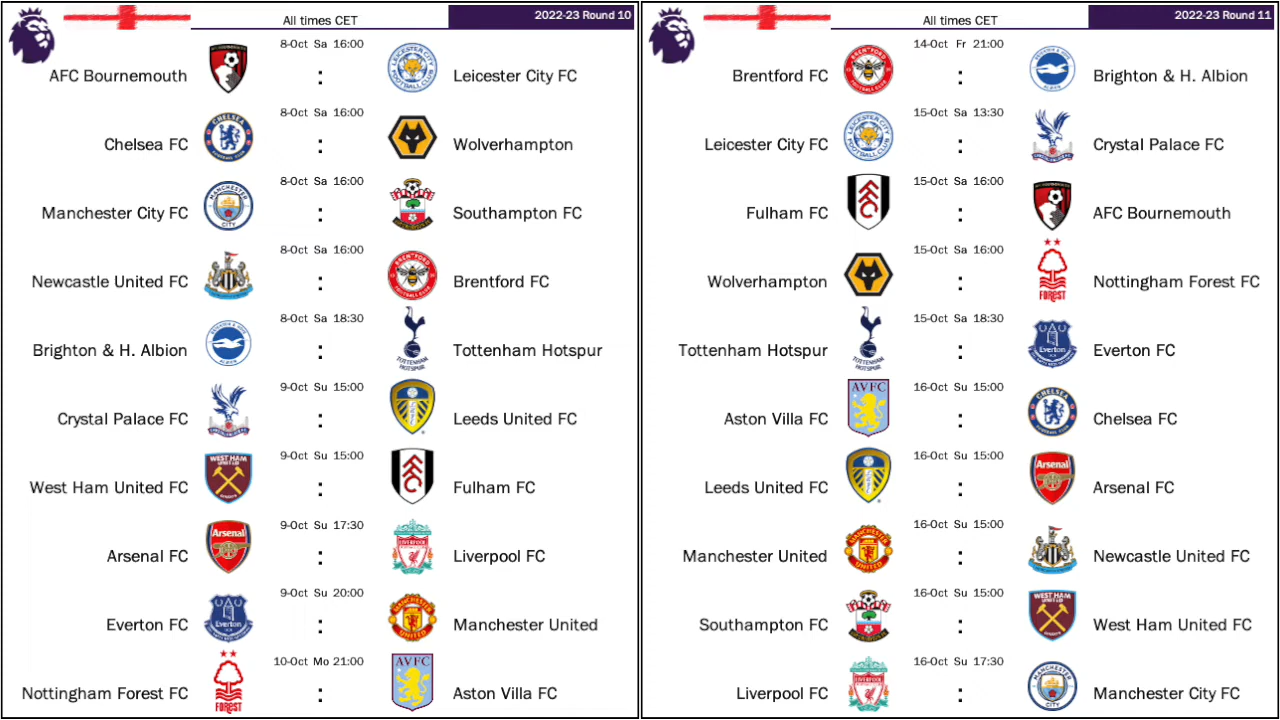 All times CET
2022-23 Round 10
8-Oct Sa 16:00
AFC Bournemouth : Leicester City FC
8-Oct Sa 16:00
Chelsea FC : Wolverhampton
8-Oct Sa 16:00
Manchester City FC : Southampton FC
8-Oct Sa 16:00
Newcastle United FC : Brentford FC
8-Oct Sa 18:30
Brighton & H. Albion : Tottenham Hotspur
9-Oct Su 15:00
Crystal Palace FC : Leeds United FC
9-Oct Su 15:00
West Ham United FC : Fulham FC
9-Oct Su 17:30
Arsenal FC : Liverpool FC
9-Oct Su 20:00
Everton FC : Manchester United
10-Oct Mo 21:00
Nottingham Forest FC : Aston Villa FC
All times CET
2022-23 Round 11
14-Oct Fr 21:00
Brentford FC : Brighton & H. Albion
15-Oct Sa 13:30
Leicester City FC : Crystal Palace FC
15-Oct Sa 16:00
Fulham FC : AFC Bournemouth
15-Oct Sa 16:00
Wolverhampton : Nottingham Forest FC
15-Oct Sa 18:30
Tottenham Hotspur : Everton FC
16-Oct Su 15:00
Aston Villa FC : Chelsea FC
16-Oct Su 15:00
Leeds United FC : Arsenal FC
16-Oct Su 15:00
Manchester United : Newcastle United FC
16-Oct Su 15:00
Southampton FC : West Ham United FC
16-Oct Su 17:30
Liverpool FC : Manchester City FC